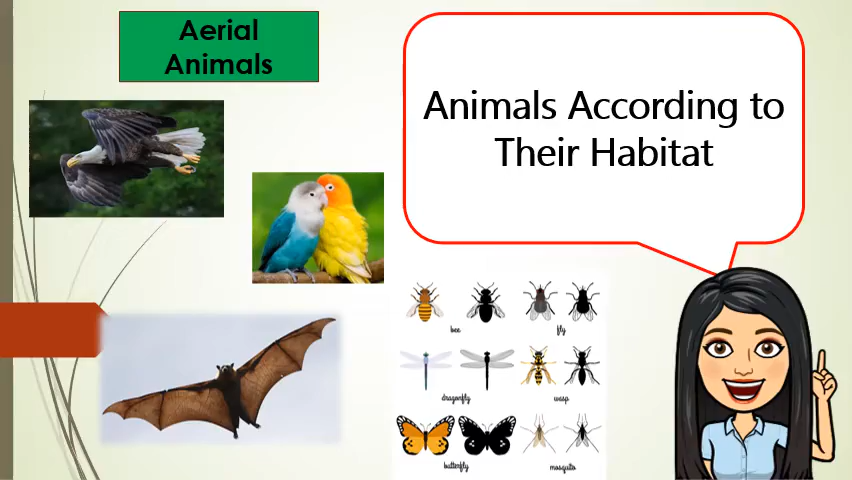 Aerial
Animals
Animals According to
Their Habitat
bee
fly
dragonfly
wasp
butterfly
mosquito